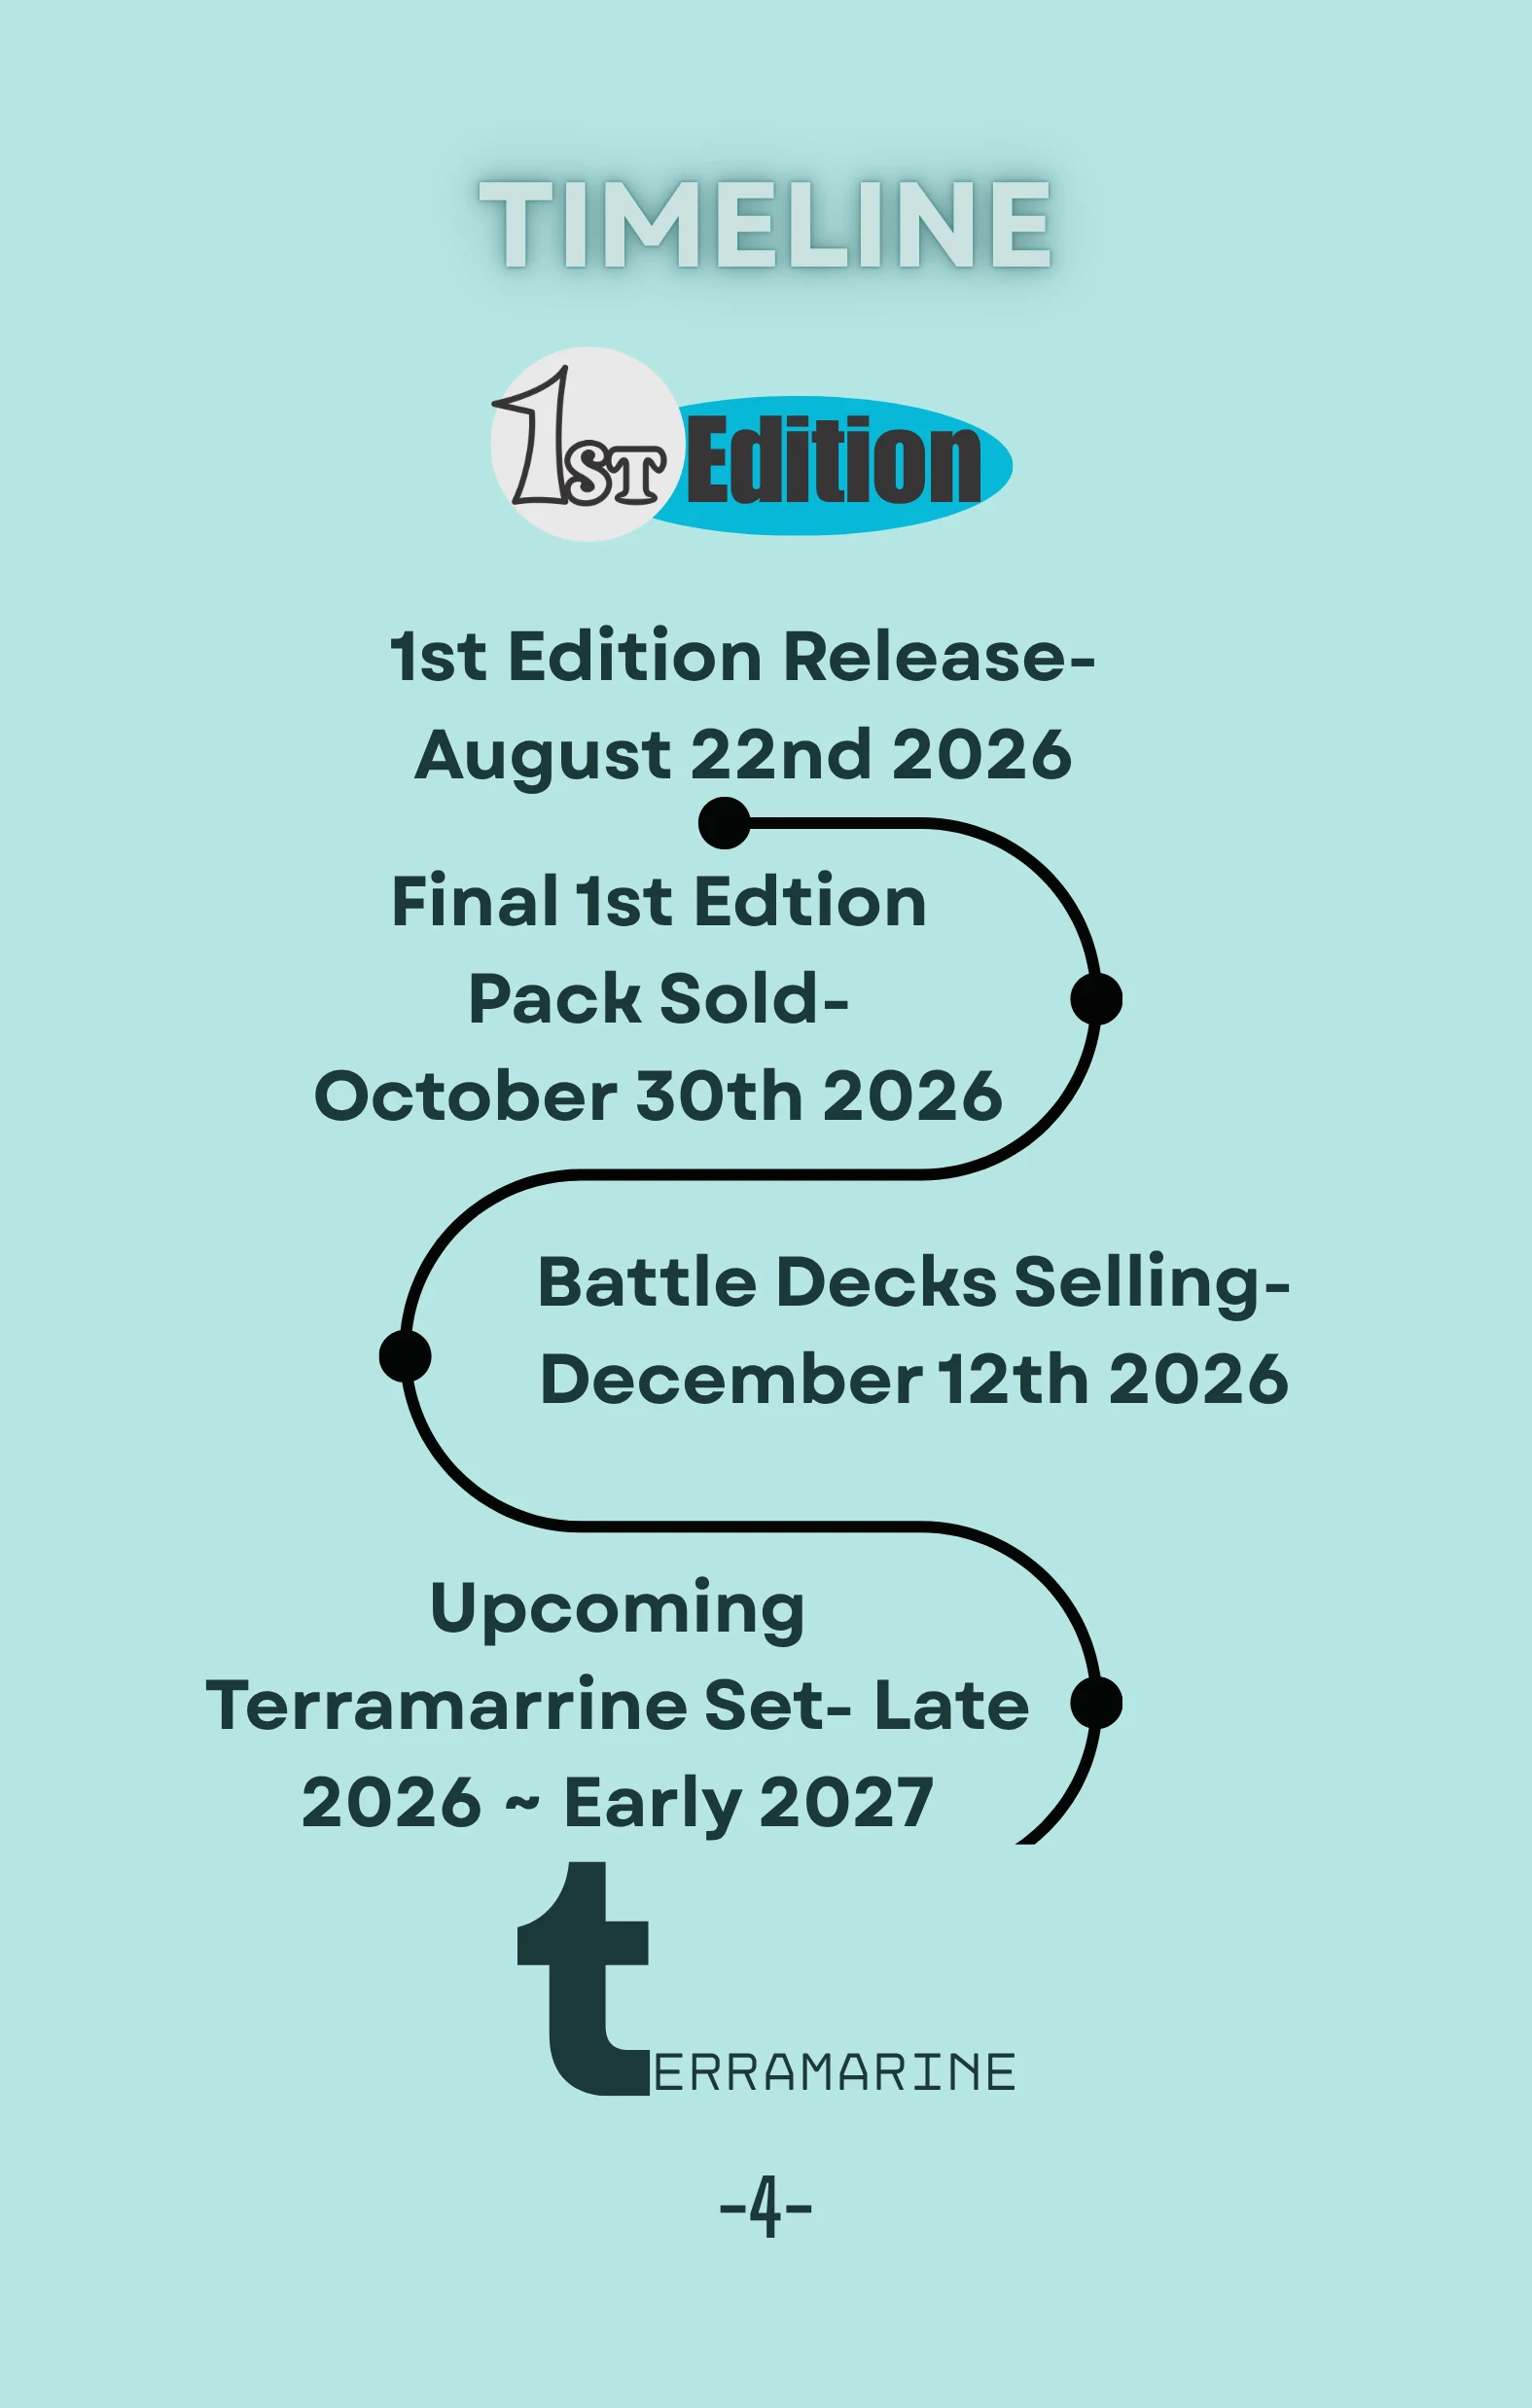 TIMELINE
1ST Edition
1st Edition Release-
August 22nd 2026
Final 1st Edtion
Pack Sold-
October 30th 2026
Battle Decks Selling-
December 12th 2026
Upcoming
Terramarrine Set- Late
2026 ~ Early 2027
tERRAMARINE
-4-